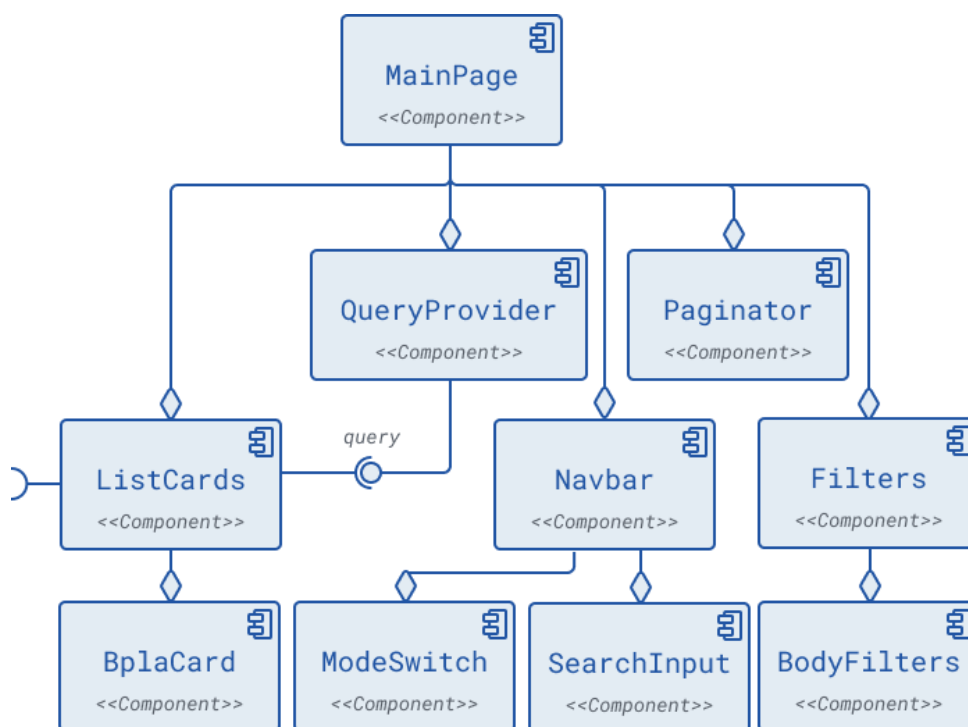 MainPage
<<Component>>
QueryProvider
<<Component>>
Paginator
<<Component>>
query
ListCards
<<Component>>
Navbar
<<Component>>
Filters
<<Component>>
BplaCard
<<Component>>
ModeSwitch
<<Component>>
SearchInput
<<Component>>
BodyFilters
<<Component>>